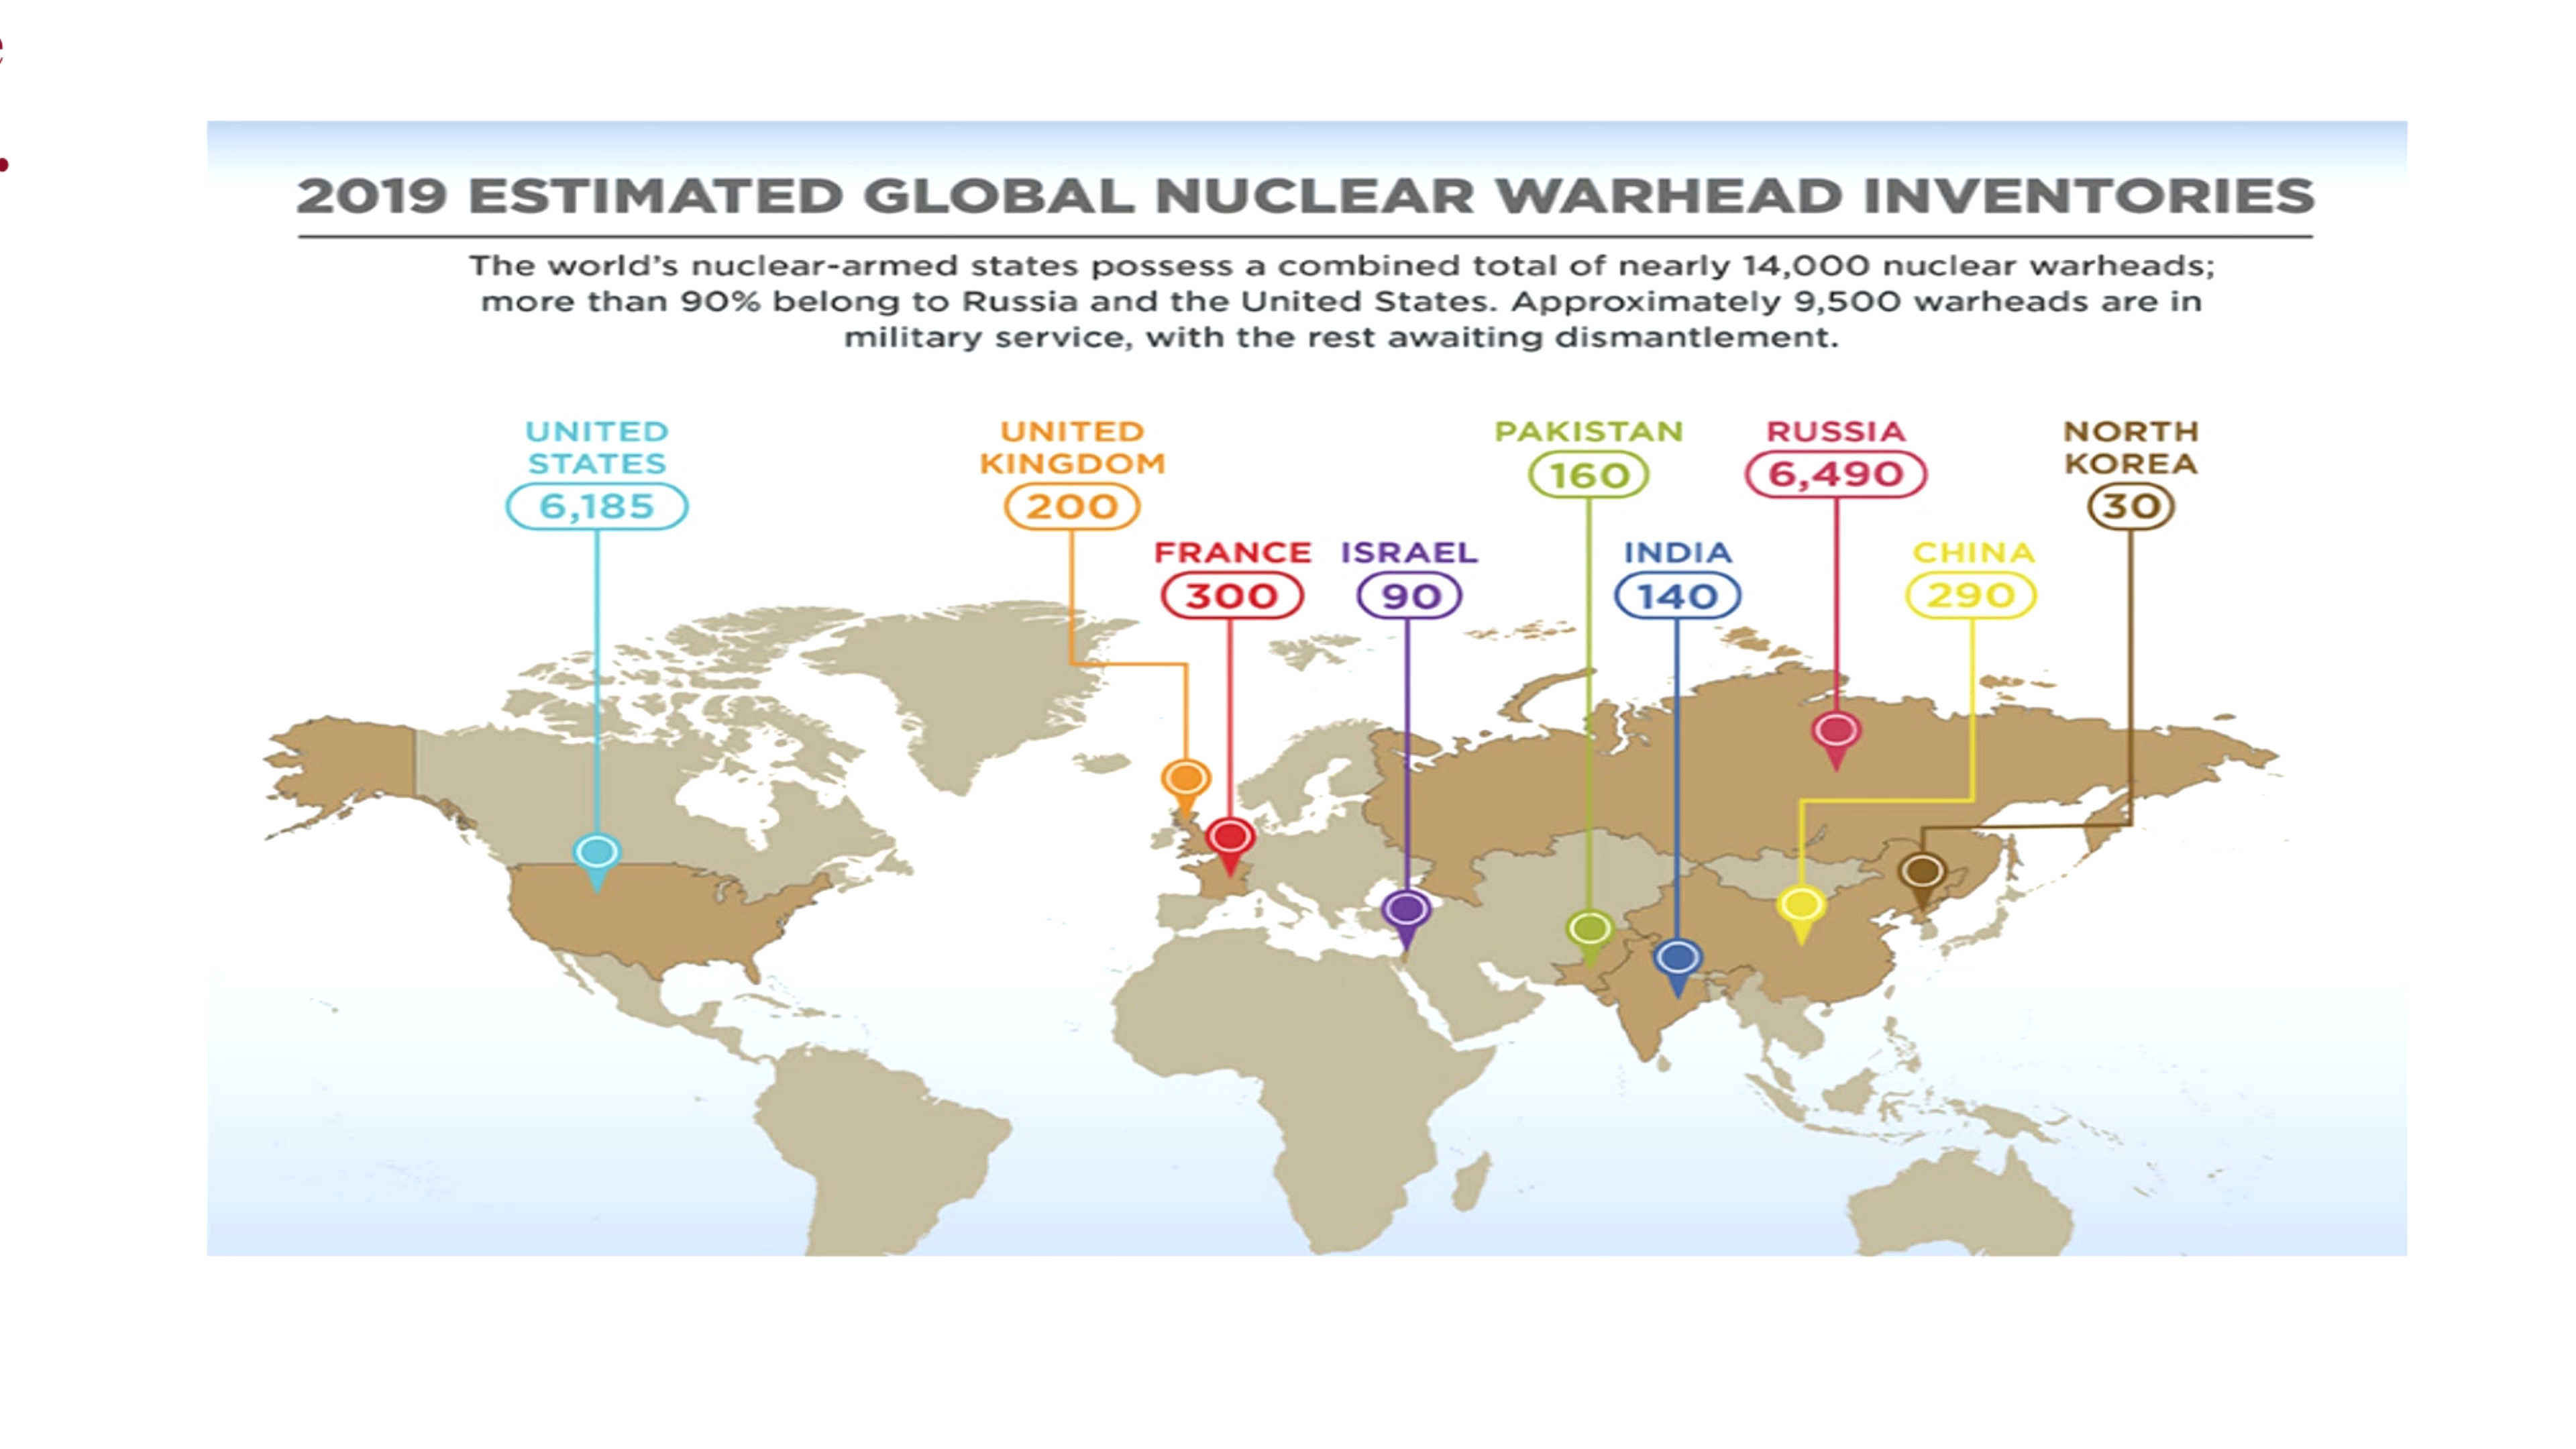 2019 ESTIMATED GLOBAL NUCLEAR WARHEAD INVENTORIES
The world's nuclear-armed states possess a combined total of nearly 14,000 nuclear warheads;
more than 90% belong to Russia and the United States. Approximately 9,500 warheads are in
military service, with the rest awaiting dismantlement.
UNITED
STATES
6,185
UNITED
KINGDOM
200
FRANCE
300
ISRAEL
90
PAKISTAN
160
INDIA
140
RUSSIA
6,490
CHINA
290
NORTH
KOREA
30